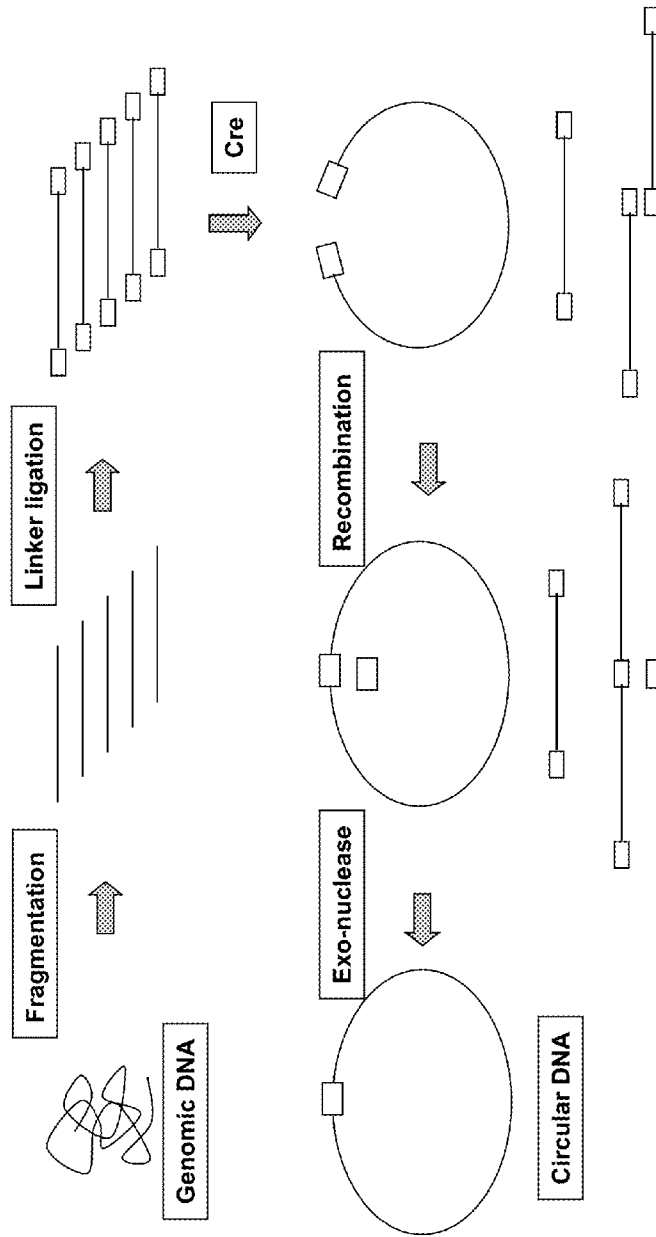 Genomic DNA
Fragmentation
Linker ligation
Cre
Recombination
Exo-nuclease
Circular DNA